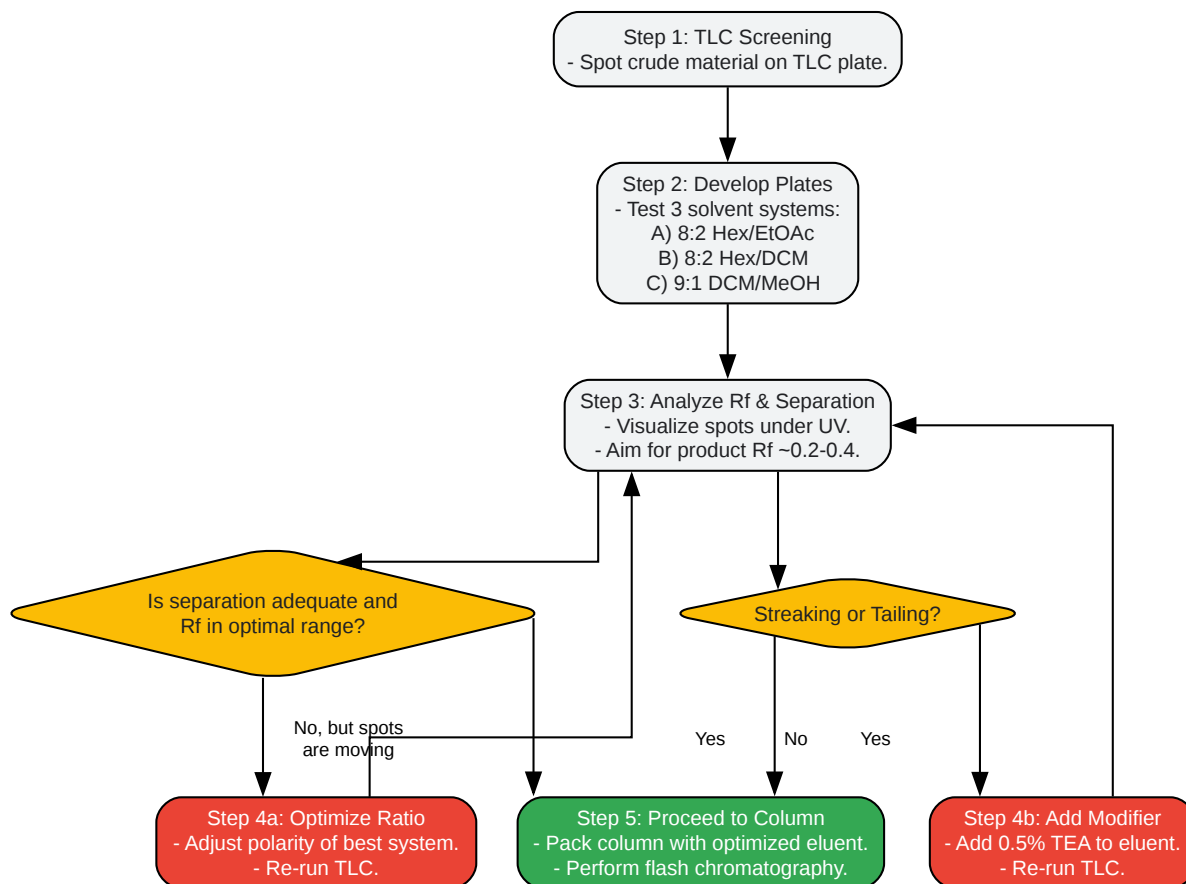 Step 1: TLC Screening
- Spot crude material on TLC plate.
Step 2: Develop Plates
- Test 3 solvent systems:
A) 8:2 Hex/EtOAc
B) 8:2 Hex/DCM
C) 9:1 DCM/MeOH
Step 3: Analyze Rf & Separation
- Visualize spots under UV.
- Aim for product Rf ~0.2-0.4.
Is separation adequate and
Rf in optimal range?
Streaking or Tailing?
No, but spots
are moving
Yes
No
Yes
Step 4a: Optimize Ratio
- Adjust polarity of best system.
- Re-run TLC.
Step 5: Proceed to Column
- Pack column with optimized eluent.
- Perform flash chromatography.
Step 4b: Add Modifier
- Add 0.5% TEA to eluent.
- Re-run TLC.